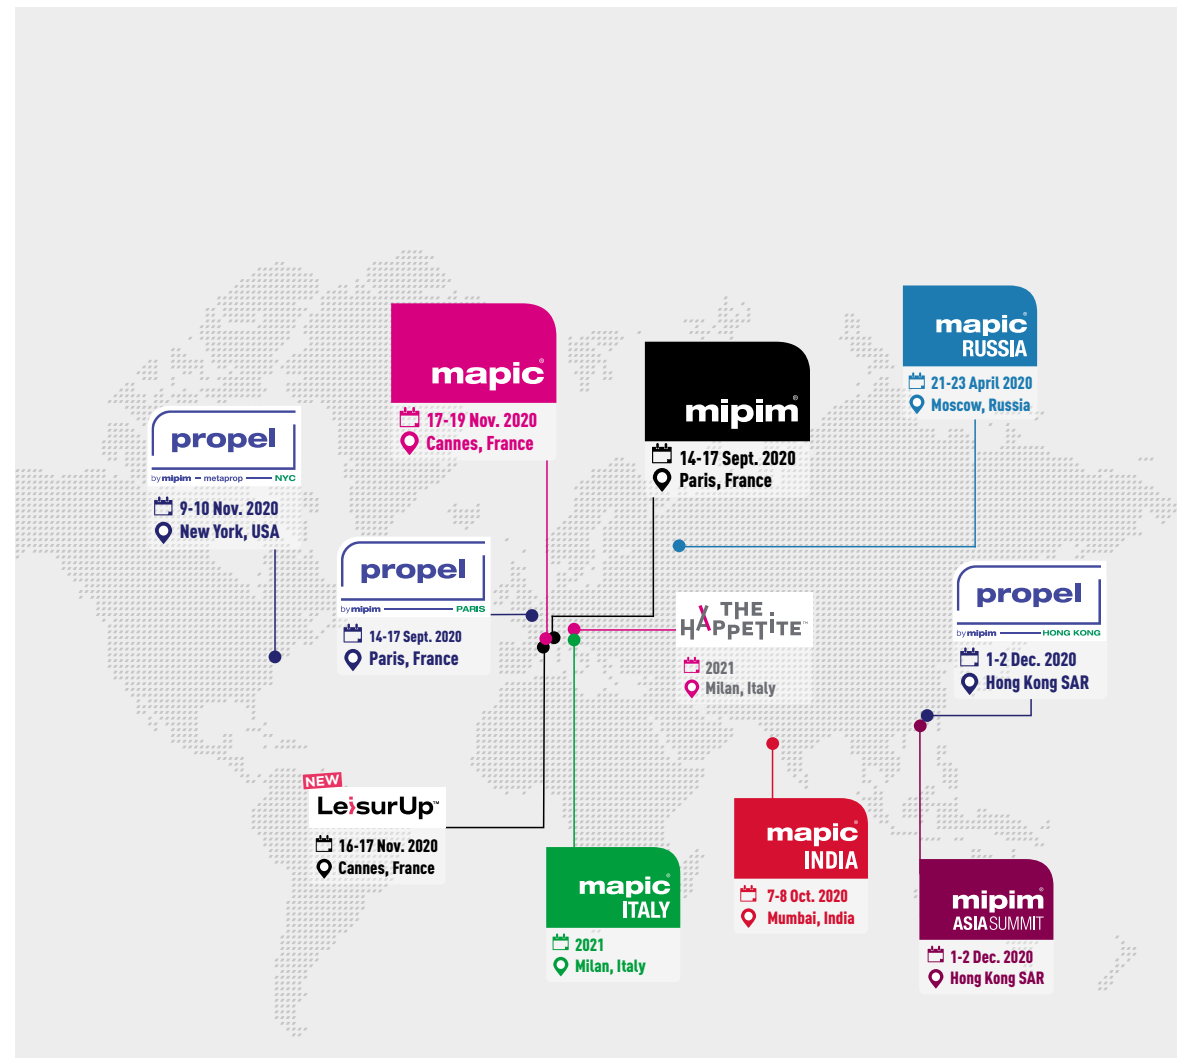 mapic®
RUSSIA
21-23 April 2020
Moscow, Russia
mapic®
17-19 Nov. 2020
Cannes, France
mipim®
14-17 Sept. 2020
Paris, France
propel
by mipim – metaprop — NYC
9-10 Nov. 2020
New York, USA
propel
by mipim — PARIS
14-17 Sept. 2020
Paris, France
THE.
HAPPETITE™
2021
Milan, Italy
propel
by mipim — HONG KONG
1-2 Dec. 2020
Hong Kong SAR
NEW
LeisurUp™
16-17 Nov. 2020
Cannes, France
mapic®
ITALY
2021
Milan, Italy
mapic®
INDIA
7-8 Oct. 2020
Mumbai, India
mipim®
ASIA SUMMIT
1-2 Dec. 2020
Hong Kong SAR